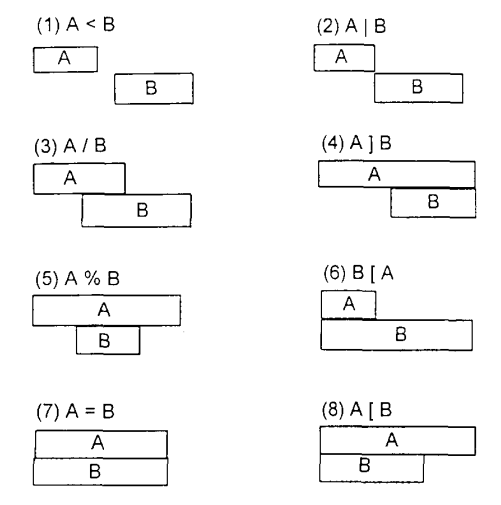 (1) A < B
A
B
(2) A | B
A
B
(3) A / B
A
B
(4) A ] B
A
B
(5) A % B
A
B
(6) B [ A
A
B
(7) A = B
A
B
(8) A [ B
A
B